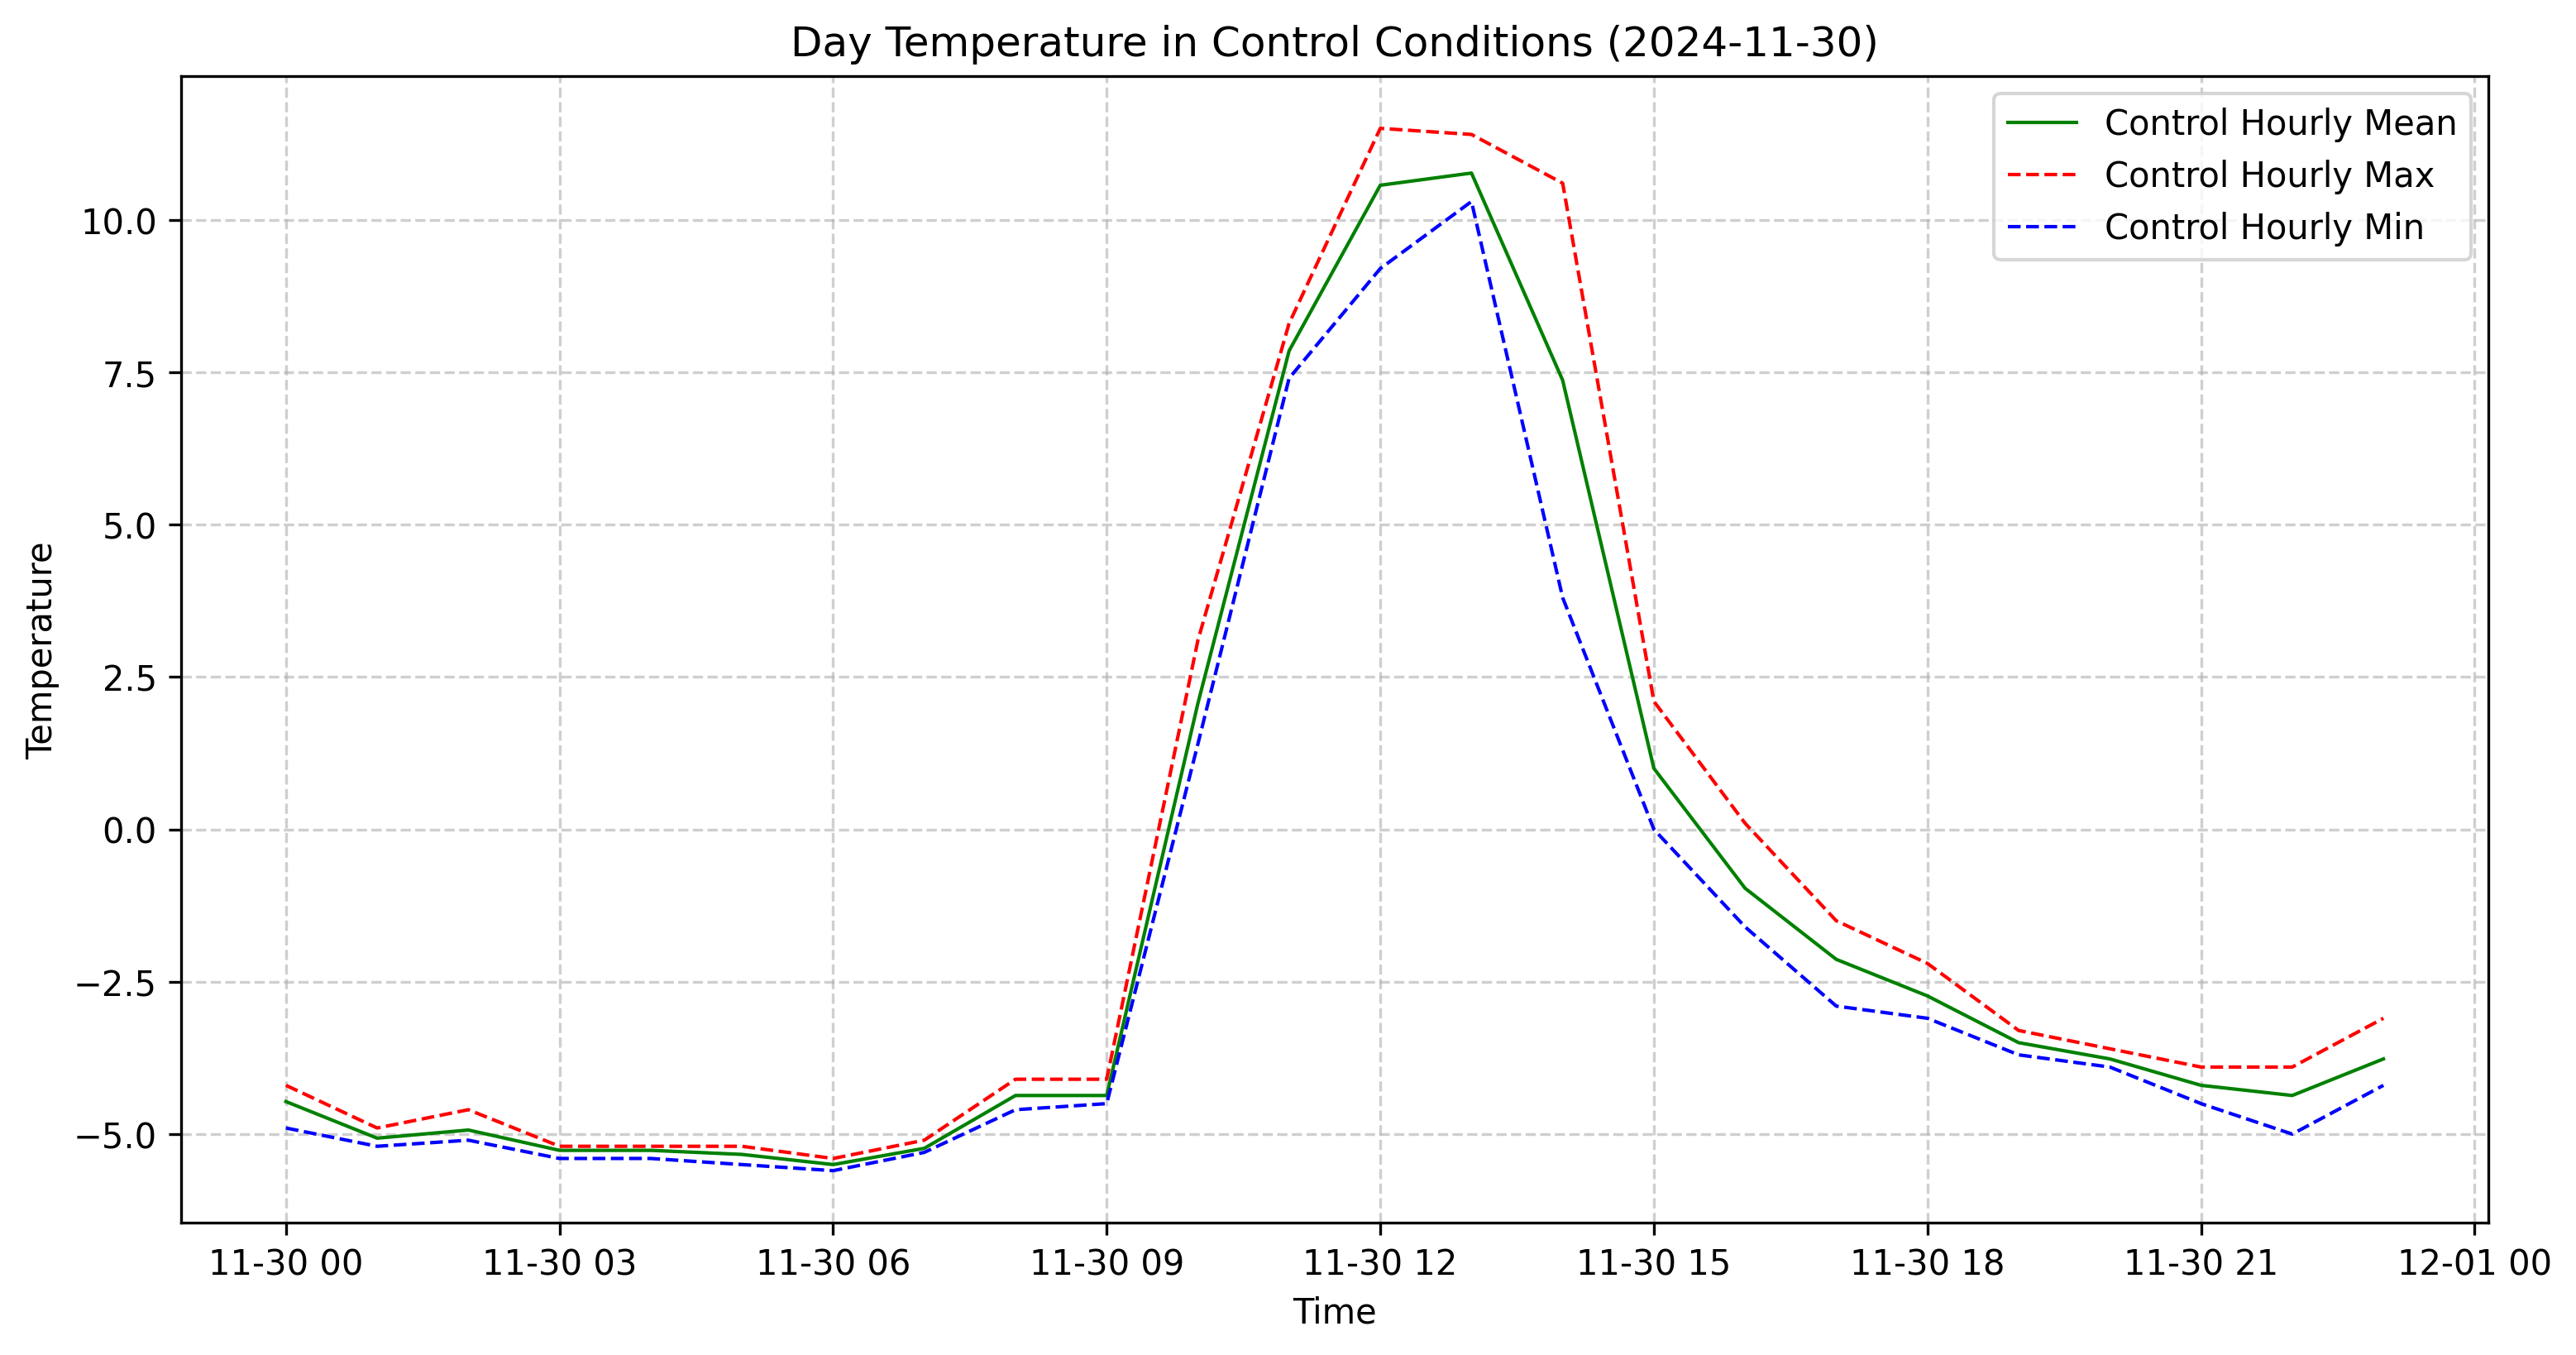 Day Temperature in Control Conditions (2024-11-30)
Control Hourly Mean
Control Hourly Max
Control Hourly Min
10.0
7.5
5.0
2.5
0.0
−2.5
−5.0
Temperature
11-30 00 11-30 03 11-30 06 11-30 09 11-30 12 11-30 15 11-30 18 11-30 21 12-01 00
Time